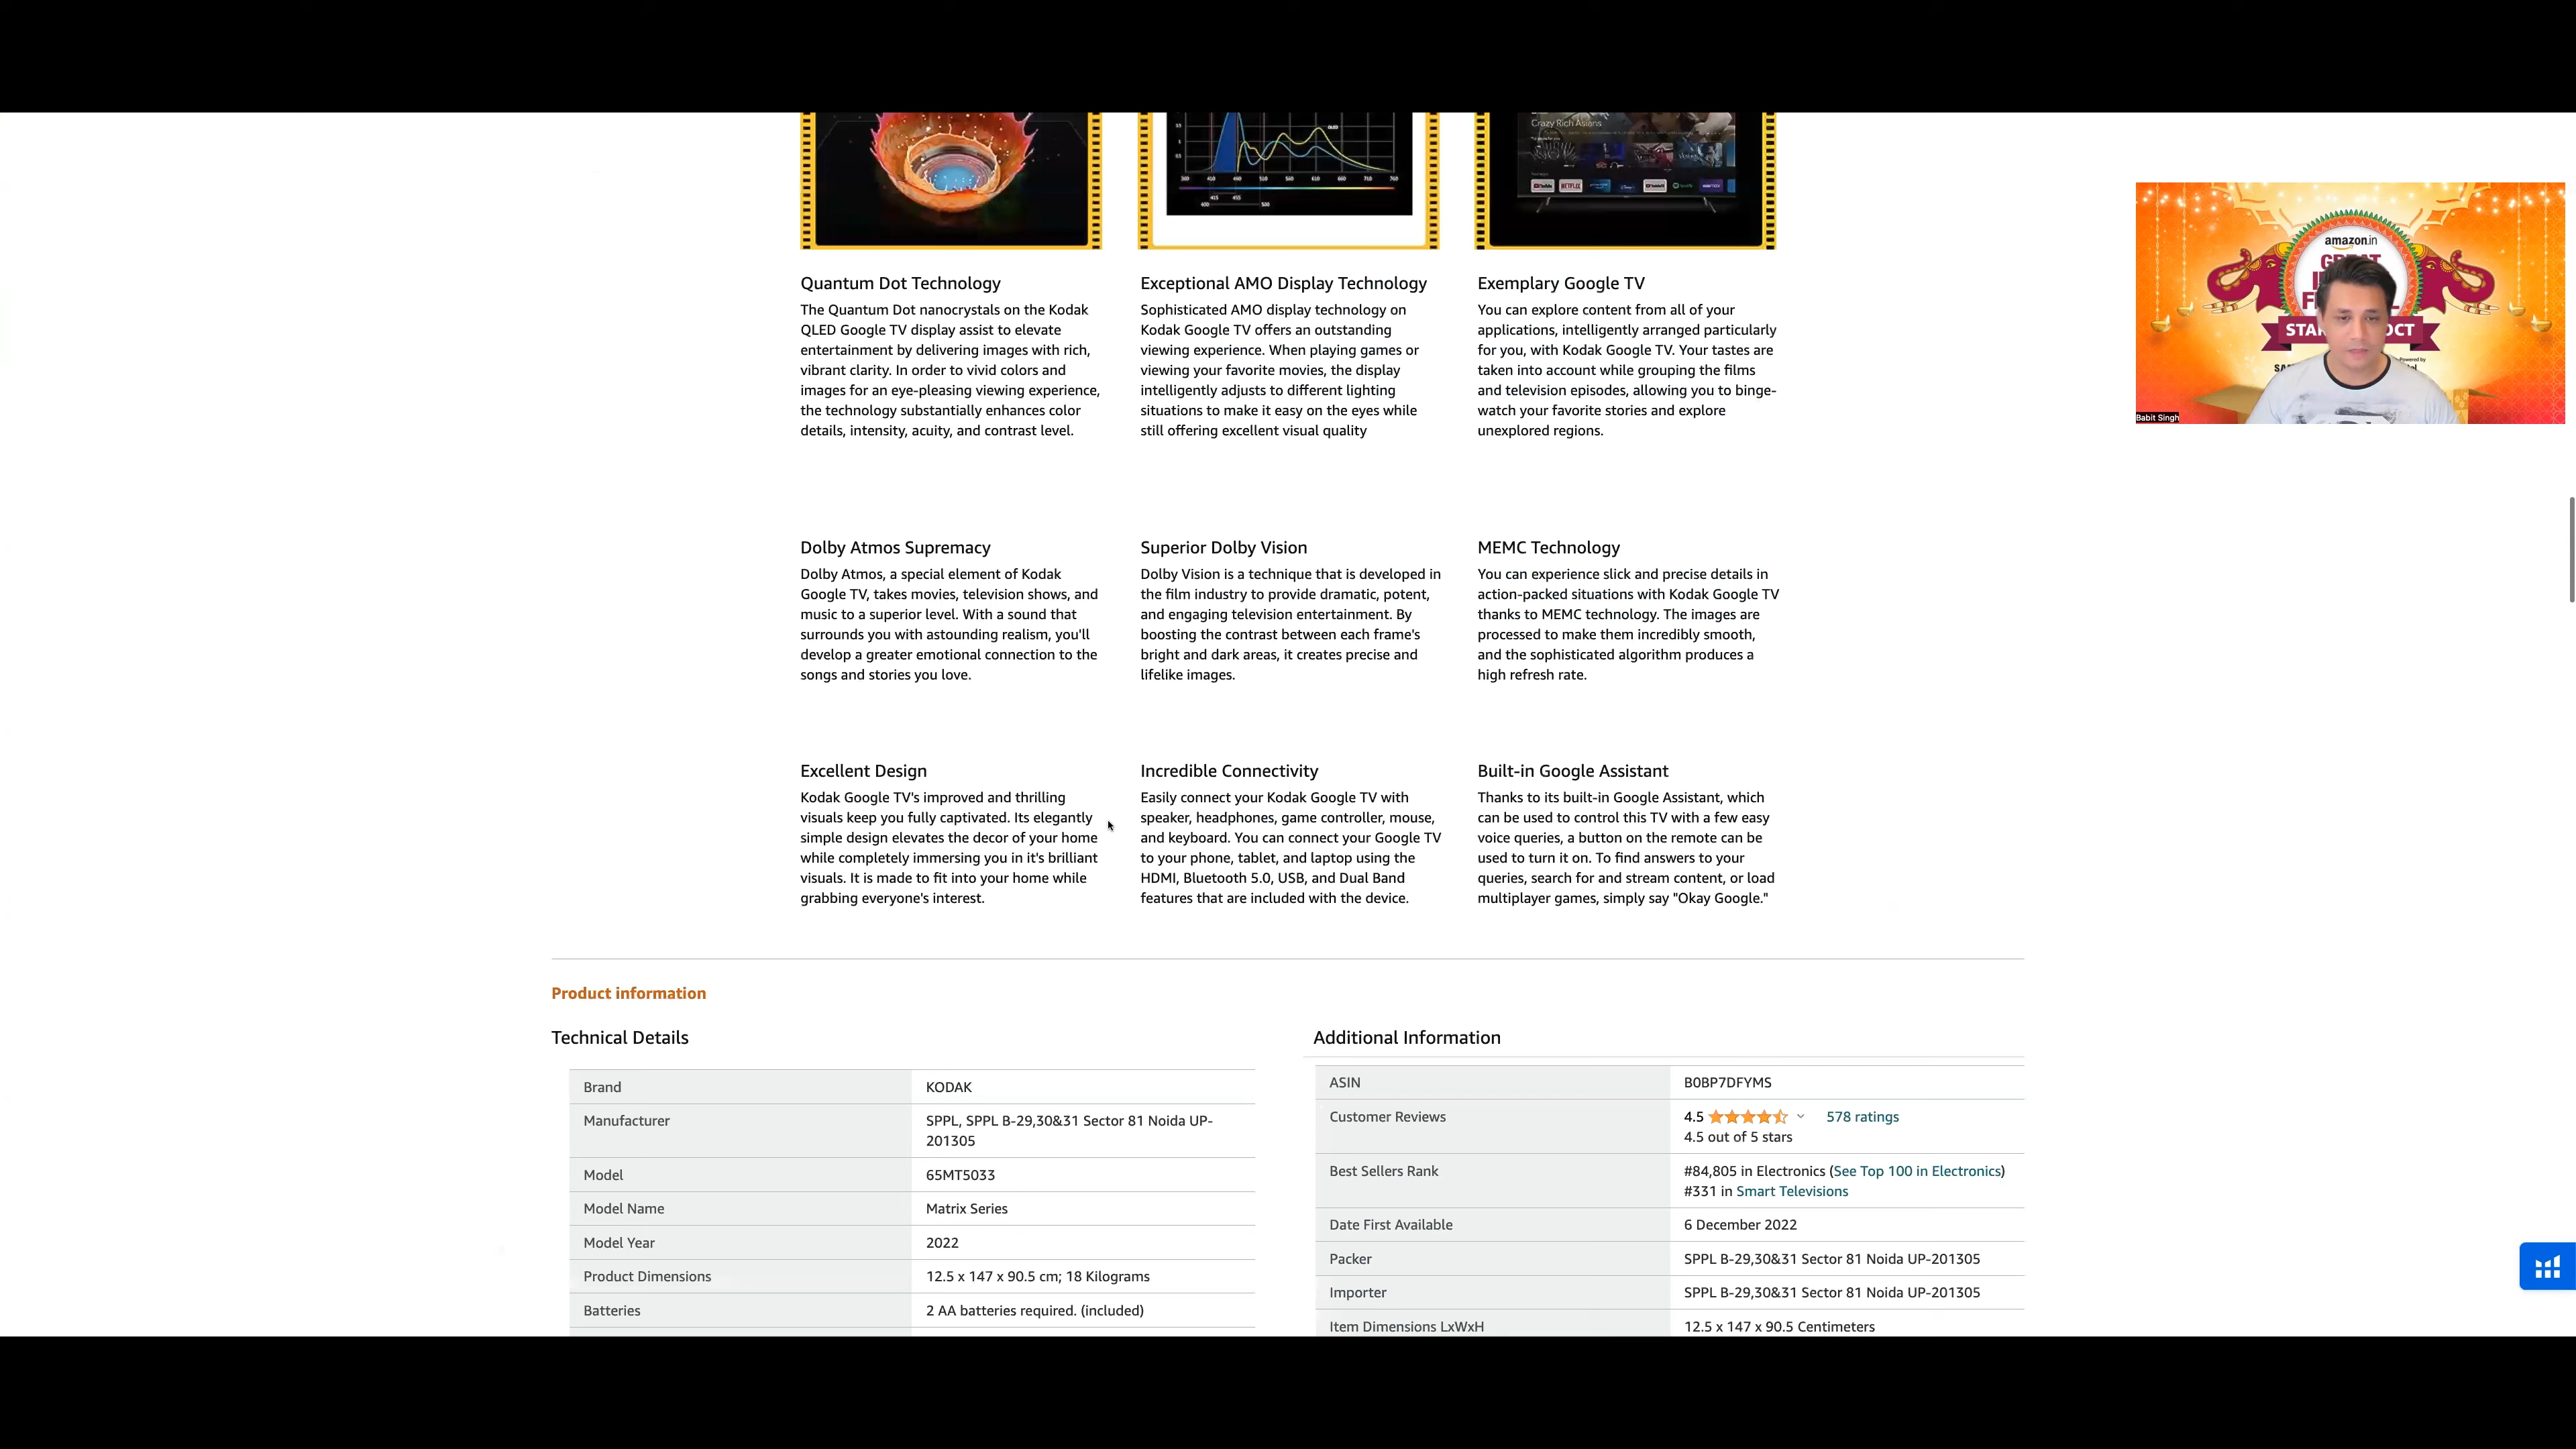 Crazy Rich Asians
YouTube NETFLIX
Quantum Dot Technology
The Quantum Dot nanocrystals on the Kodak
QLED Google TV display assist to elevate
entertainment by delivering images with rich,
vibrant clarity. In order to vivid colors and
images for an eye-pleasing viewing experience,
the technology substantially enhances color
details, intensity, acuity, and contrast level.
Exceptional AMO Display Technology
Sophisticated AMO display technology on
Kodak Google TV offers an outstanding
viewing experience. When playing games or
viewing your favorite movies, the display
intelligently adjusts to different lighting
situations to make it easy on the eyes while
still offering excellent visual quality
Exemplary Google TV
You can explore content from all of your
applications, intelligently arranged particularly
for you, with Kodak Google TV. Your tastes are
taken into account while grouping the films
and television episodes, allowing you to binge-
watch your favorite stories and explore
unexplored regions.
amazon.in
Powered by
Babit Singh
Dolby Atmos Supremacy
Dolby Atmos, a special element of Kodak
Google TV, takes movies, television shows, and
music to a superior level. With a sound that
surrounds you with astounding realism, you'll
develop a greater emotional connection to the
songs and stories you love.
Superior Dolby Vision
Dolby Vision is a technique that is developed in
the film industry to provide dramatic, potent,
and engaging television entertainment. By
boosting the contrast between each frame's
bright and dark areas, it creates precise and
lifelike images.
MEMC Technology
You can experience slick and precise details in
action-packed situations with Kodak Google TV
thanks to MEMC technology. The images are
processed to make them incredibly smooth,
and the sophisticated algorithm produces a
high refresh rate.
Excellent Design
Kodak Google TV's improved and thrilling
visuals keep you fully captivated. Its elegantly
simple design elevates the decor of your home
while completely immersing you in it's brilliant
visuals. It is made to fit into your home while
grabbing everyone's interest.
Incredible Connectivity
Easily connect your Kodak Google TV with
speaker, headphones, game controller, mouse,
and keyboard. You can connect your Google TV
to your phone, tablet, and laptop using the
HDMI, Bluetooth 5.0, USB, and Dual Band
features that are included with the device.
Built-in Google Assistant
Thanks to its built-in Google Assistant, which
can be used to control this TV with a few easy
voice queries, a button on the remote can be
used to turn it on. To find answers to your
queries, search for and stream content, or load
multiplayer games, simply say "Okay Google."
Product information
Technical Details
Brand KODAK
Manufacturer SPPL, SPPL B-29,30&31 Sector 81 Noida UP-
201305
Model 65MT5033
Model Name Matrix Series
Model Year 2022
Product Dimensions 12.5 x 147 x 90.5 cm; 18 Kilograms
Batteries 2 AA batteries required. (included)
Additional Information
ASIN B0BP7DFYMS
Customer Reviews 4.5 578 ratings
4.5 out of 5 stars
Best Sellers Rank #84,805 in Electronics (See Top 100 in Electronics)
#331 in Smart Televisions
Date First Available 6 December 2022
Packer SPPL B-29,30&31 Sector 81 Noida UP-201305
Importer SPPL B-29,30&31 Sector 81 Noida UP-201305
Item Dimensions LxWxH 12.5 x 147 x 90.5 Centimeters